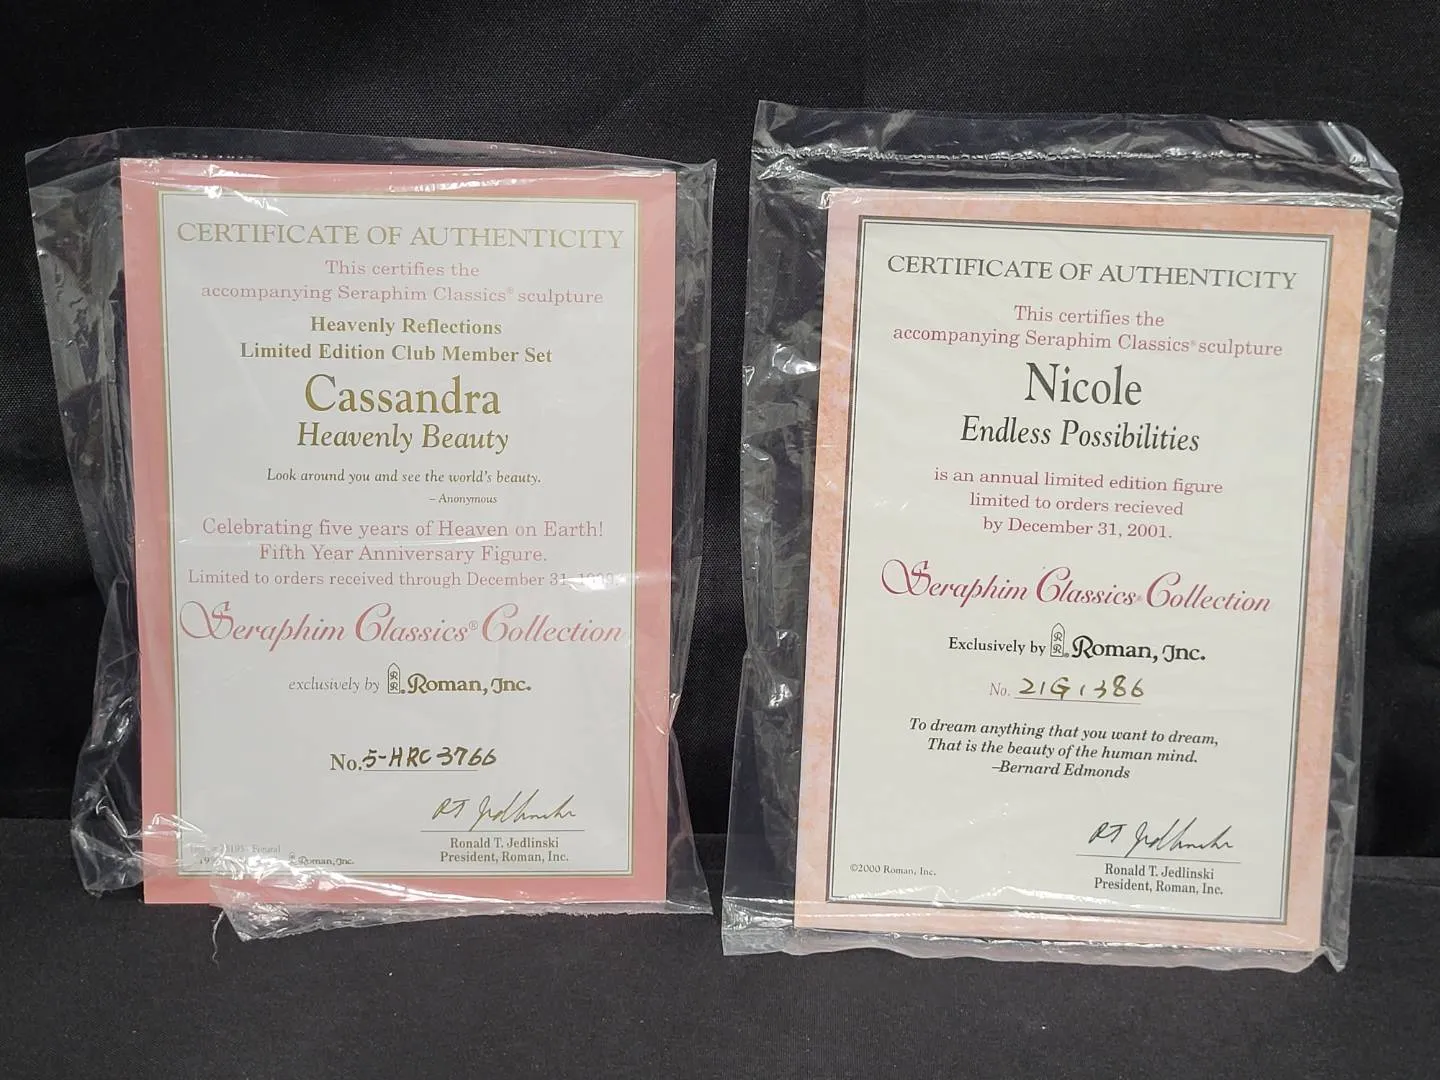 CERTIFICATE OF AUTHENTICITY
This certifies the
accompanying Seraphim Classics® sculpture
Heavenly Reflections
Limited Edition Club Member Set
Cassandra
Heavenly Beauty
Look around you and see the world's beauty.
– Anonymous
Celebrating five years of Heaven on Earth!
Fifth Year Anniversary Figure.
Limited to orders received through December 31,
Seraphim Classics® Collection
exclusively by Roman, Inc.
No. 5-HRC 3766
RT Jedlinski
Ronald T. Jedlinski
President, Roman, Inc.
Roman, Inc.
CERTIFICATE OF AUTHENTICITY
This certifies the
accompanying Seraphim Classics® sculpture
Nicole
Endless Possibilities
is an annual limited edition figure
limited to orders recieved
by December 31, 2001.
Seraphim Classics® Collection
Exclusively by Roman, Inc.
No. 21G1386
To dream anything that you want to dream,
That is the beauty of the human mind.
–Bernard Edmonds
RT Jedlinski
Ronald T. Jedlinski
President, Roman, Inc.
©2000 Roman, Inc.